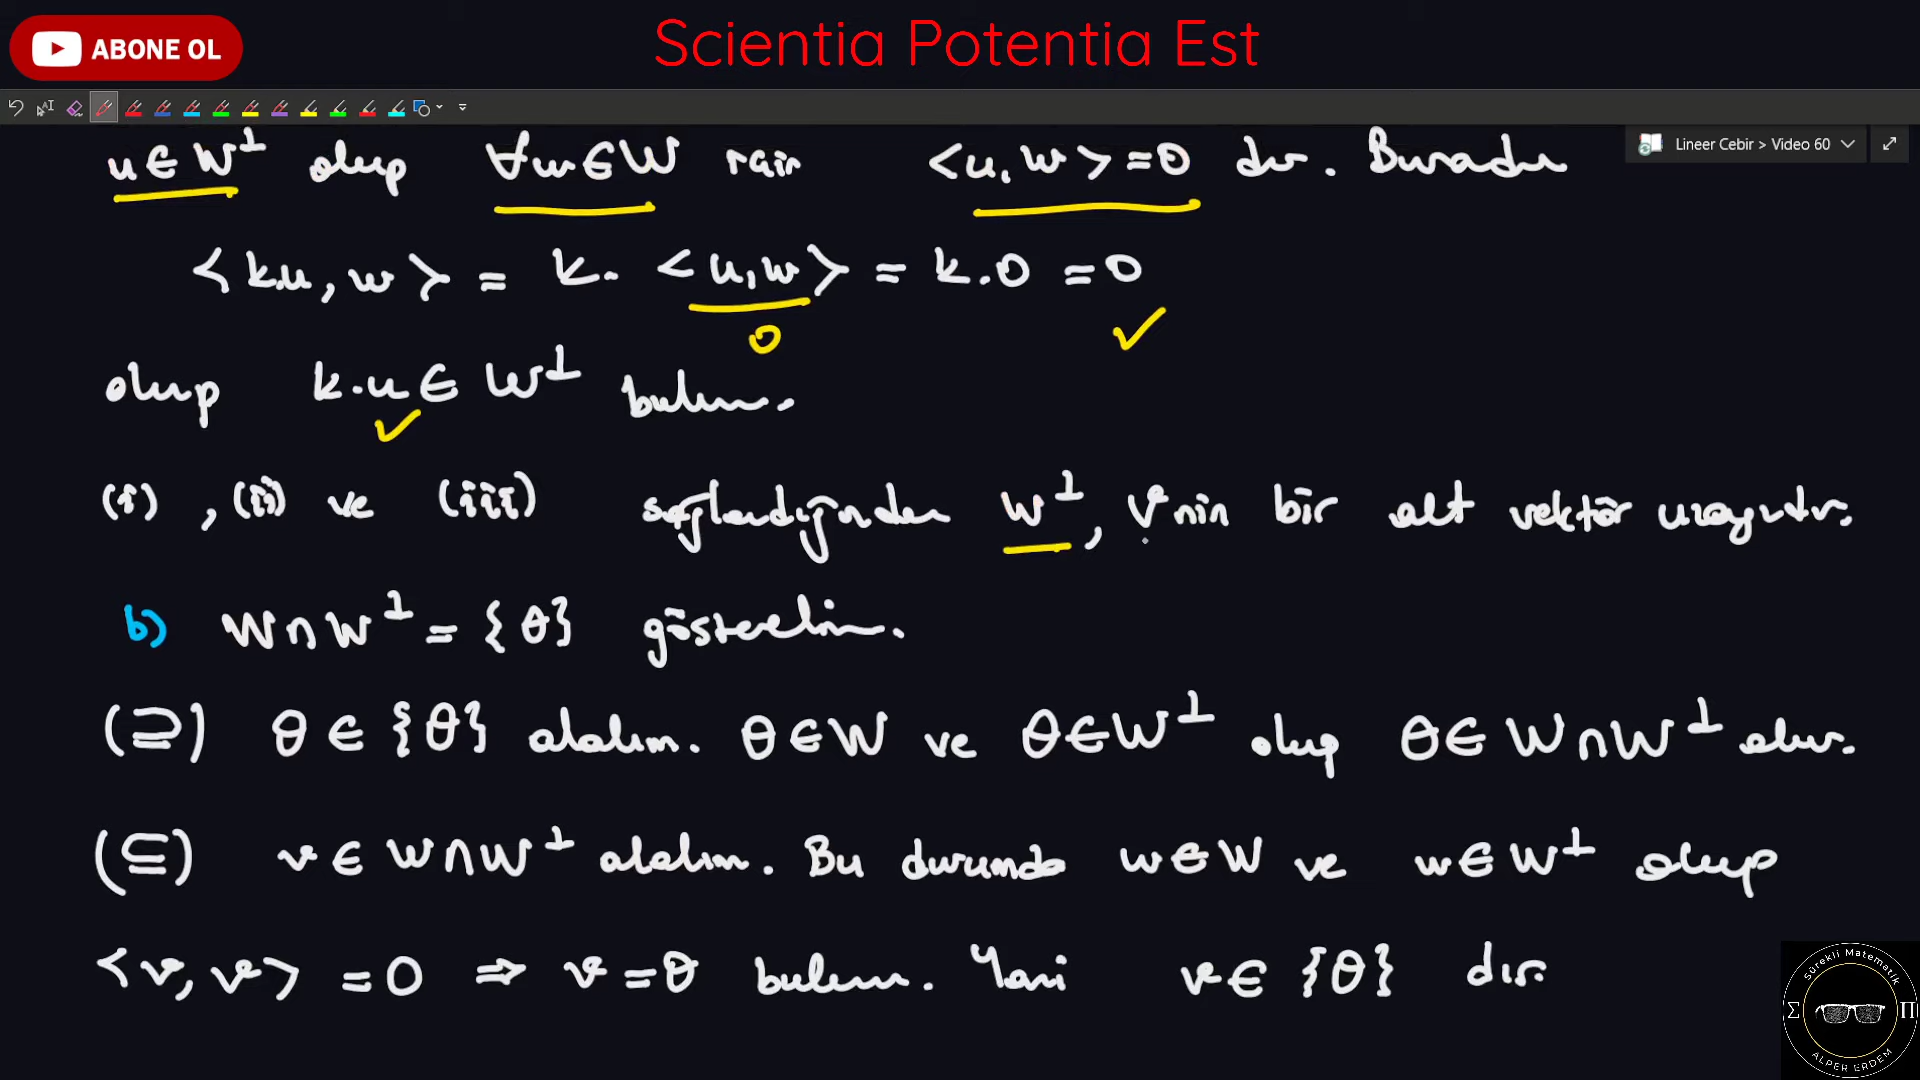 ABONE OL
Scientia Potentia Est
Lineer Cebir > Video 60
u∈W⊥ olup ∀w∈W için <u,w>=0 dır. Burada
<k.u, w> = k. <u,w> = k.0 = 0
0
olup k.u∈W⊥ bulunur.
(i), (ii) ve (iii) sağlandığından W⊥, V nin bir alt vektör uzayıdır.
b) W∩W⊥ = {θ} gösterelim.
(⊇) θ∈{θ} alalım. θ∈W ve θ∈W⊥ olup θ∈W∩W⊥ olur.
(⊆) v∈W∩W⊥ alalım. Bu durumda w∈W ve w∈W⊥ olup
<v,v> = 0 ⇒ v=θ bulunur. Yani v∈{θ} dır.
Sürekli Matematik
Σ Π
ALPER ERDEM